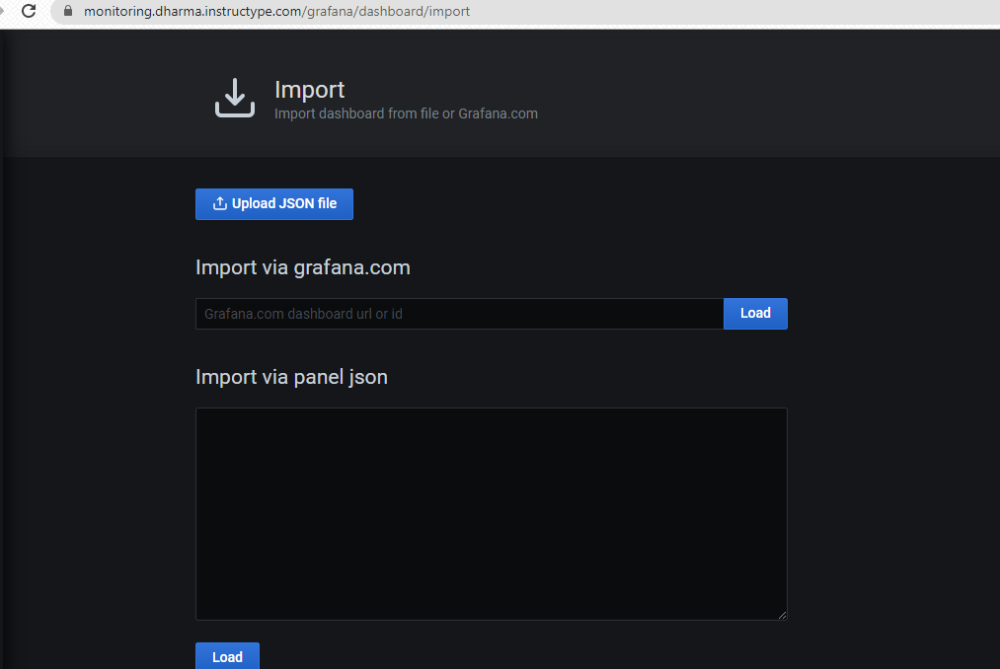 monitoring.dharma.instructype.com/grafana/dashboard/import
Import
Import dashboard from file or Grafana.com
Upload JSON file
Import via grafana.com
Grafana.com dashboard url or id
Load
Import via panel json
Load